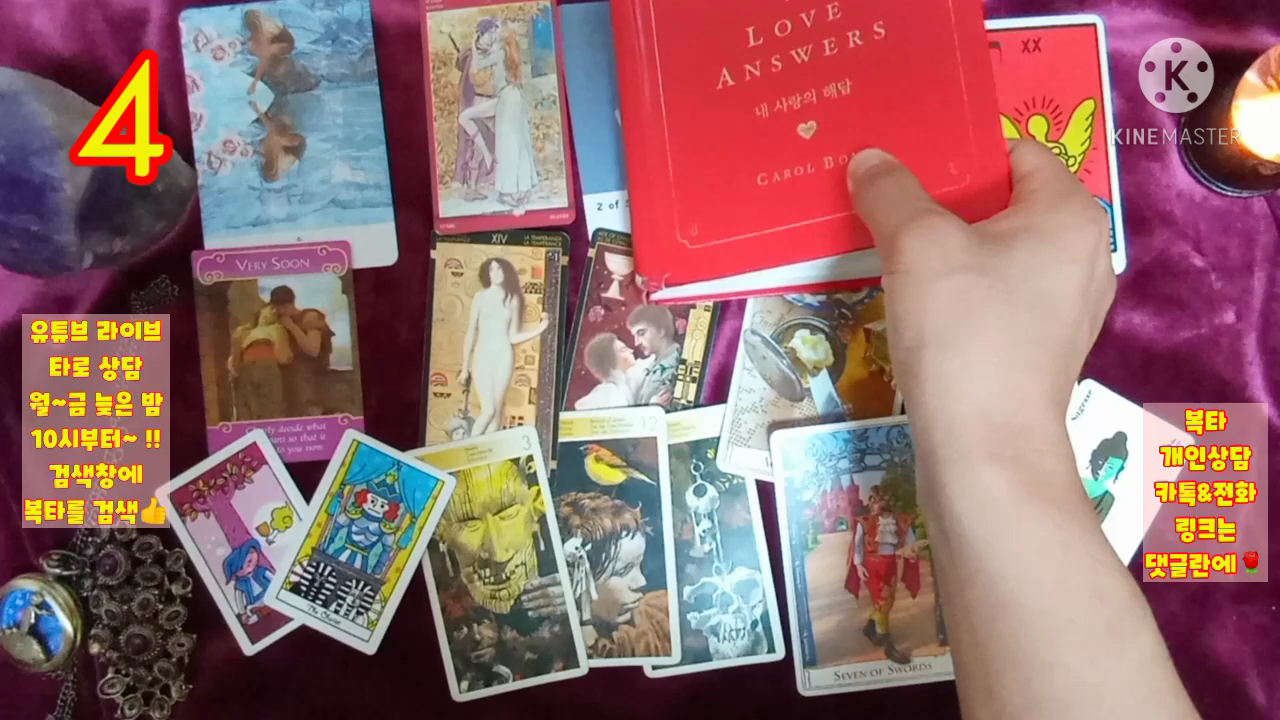 4
LOVE
ANSWERS
내 사랑의 해답
CAROL
XX
KINEMASTER
2 of
VERY SOON
XIV
유튜브 라이브
타로 상담
월~금 늦은 밤
10시부터~ !!
검색창에
복타를 검색👍
복타
개인상담
카톡&전화
링크는
댓글란에🌹
3
12
The Chariot
SEVEN OF SWORDS